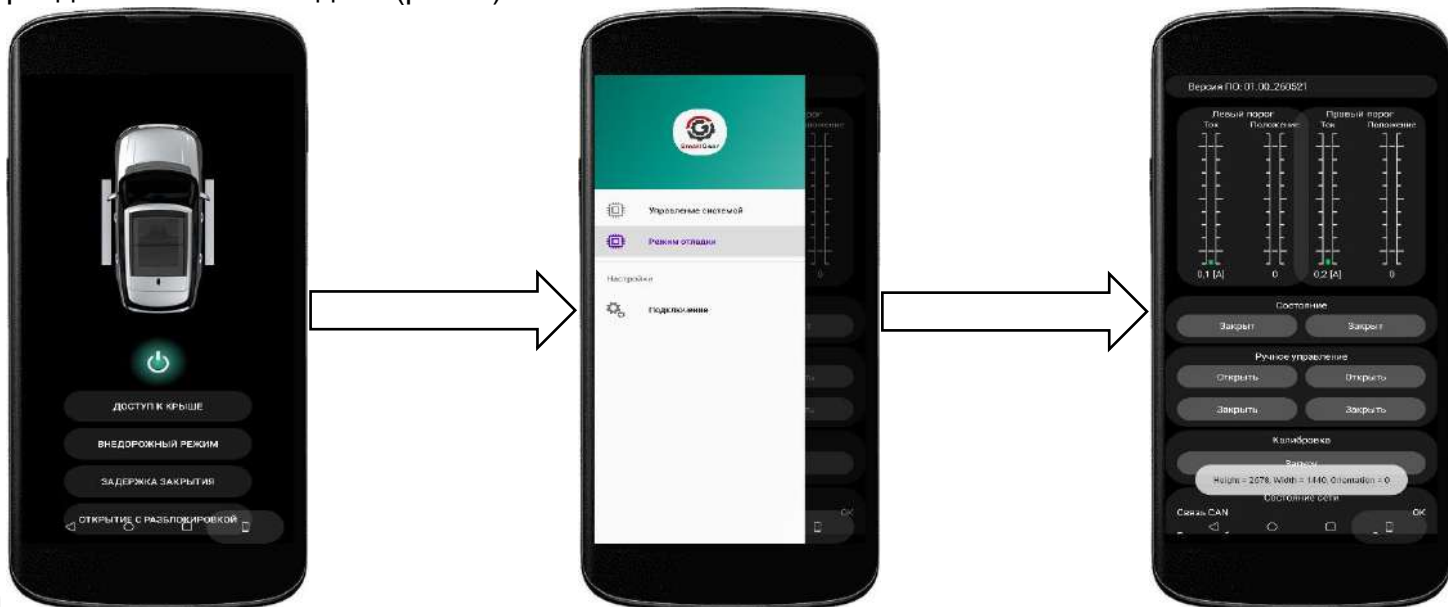 ДОСТУП К КРЫШЕ
ВНЕДОРОЖНЫЙ РЕЖИМ
ЗАДЕРЖКА ЗАКРЫТИЯ
ОТКРЫТИЕ С РАЗБЛОКИРОВКОЙ
SmartGear
Управление системой
Режим отладки
Настройки
Подключение
OK
Версия ПО: 01.00_260521
Левый порог Правый порог
Ток Положение Ток Положение
0,1 [A] 0 0,2 [A] 0
Состояние
Закрыт Закрыт
Ручное управление
Открыть Открыть
Закрыть Закрыть
Калибровка
Height = 2678, Width = 1440, Orientation = 0
Состояние сети
Связь CAN OK